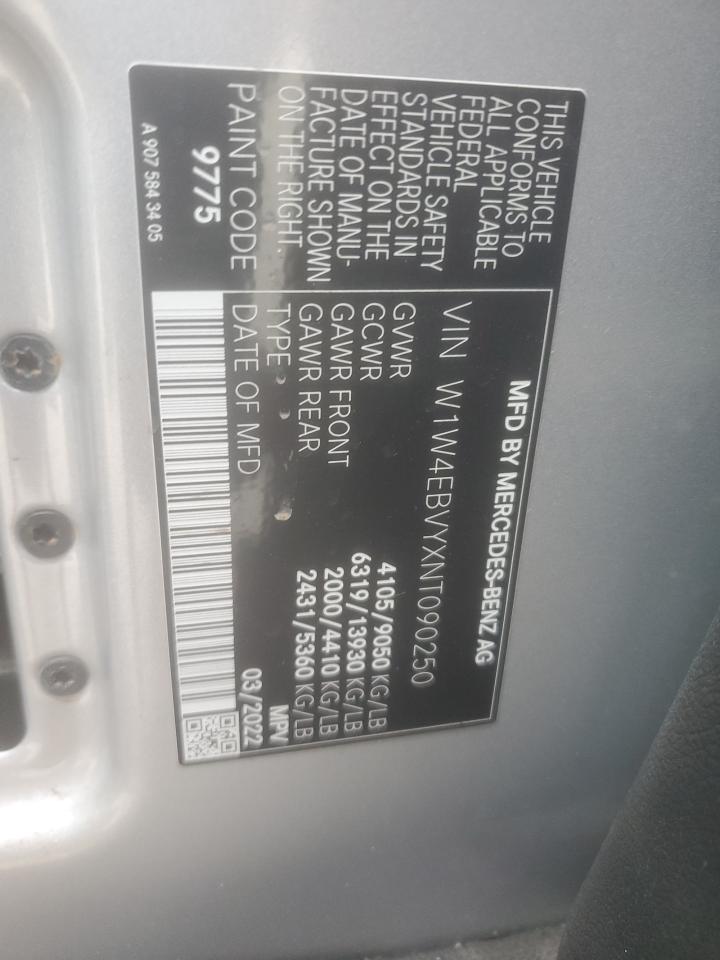 THIS VEHICLE
CONFORMS TO
ALL APPLICABLE
FEDERAL
VEHICLE SAFETY
STANDARDS IN
EFFECT ON THE
DATE OF MANU-
FACTURE SHOWN
ON THE RIGHT.
PAINT CODE
9775
A 907 584 34 05
MFD BY MERCEDES-BENZ AG
VIN W1W4EBVYXNT090250
GVWR 4105/9050 KG/LB
GCWR 6319/13930 KG/LB
GAWR FRONT 2000/4410 KG/LB
GAWR REAR 2431/5360 KG/LB
TYPE MPV
DATE OF MFD 03/2022